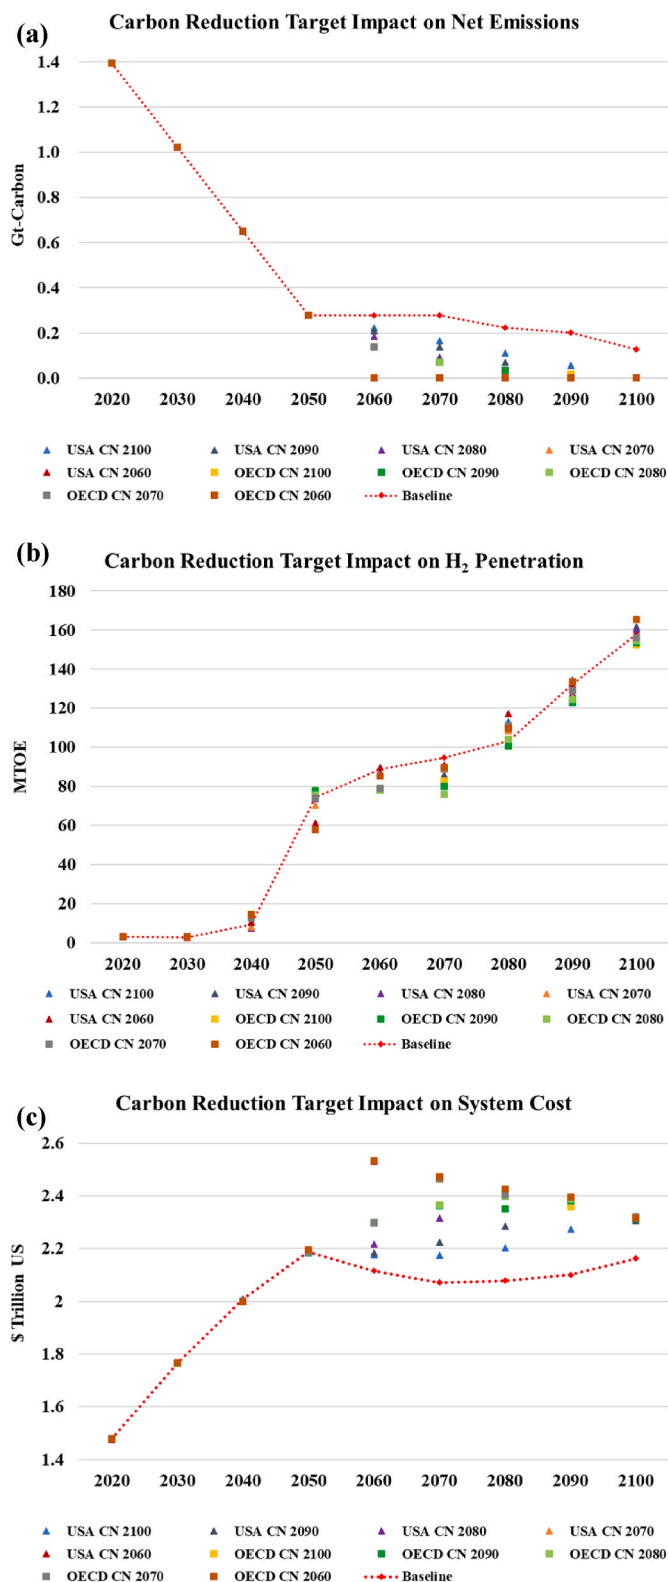 (a)
Carbon Reduction Target Impact on Net Emissions
Gt-Carbon
1.4
1.2
1.0
0.8
0.6
0.4
0.2
0.0
2020 2030 2040 2050 2060 2070 2080 2090 2100
USA CN 2100 USA CN 2090 USA CN 2080 USA CN 2070
USA CN 2060 OECD CN 2100 OECD CN 2090 OECD CN 2080
OECD CN 2070 OECD CN 2060 Baseline
(b)
Carbon Reduction Target Impact on H₂ Penetration
MTOE
180
160
140
120
100
80
60
40
20
0
2020 2030 2040 2050 2060 2070 2080 2090 2100
USA CN 2100 USA CN 2090 USA CN 2080 USA CN 2070
USA CN 2060 OECD CN 2100 OECD CN 2090 OECD CN 2080
OECD CN 2070 OECD CN 2060 Baseline
(c)
Carbon Reduction Target Impact on System Cost
$ Trillion US
2.6
2.4
2.2
2
1.8
1.6
1.4
2020 2030 2040 2050 2060 2070 2080 2090 2100
USA CN 2100 USA CN 2090 USA CN 2080 USA CN 2070
USA CN 2060 OECD CN 2100 OECD CN 2090 OECD CN 2080
OECD CN 2070 OECD CN 2060 Baseline